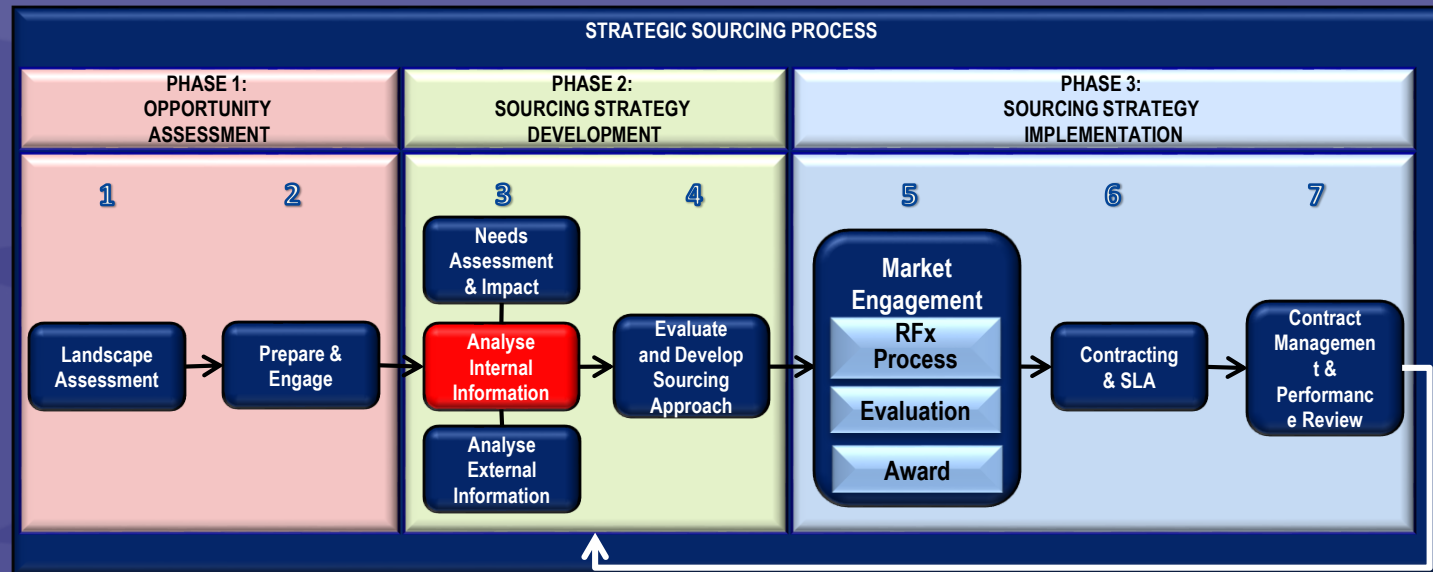 STRATEGIC SOURCING PROCESS
PHASE 1:
OPPORTUNITY
ASSESSMENT
PHASE 2:
SOURCING STRATEGY
DEVELOPMENT
PHASE 3:
SOURCING STRATEGY
IMPLEMENTATION
1
2
3
4
5
6
7
Landscape
Assessment
Prepare &
Engage
Needs
Assessment
& Impact
Analyse
Internal
Information
Analyse
External
Information
Evaluate
and Develop
Sourcing
Approach
Market
Engagement
RFx
Process
Evaluation
Award
Contracting
& SLA
Contract
Managemen
t &
Performanc
e Review